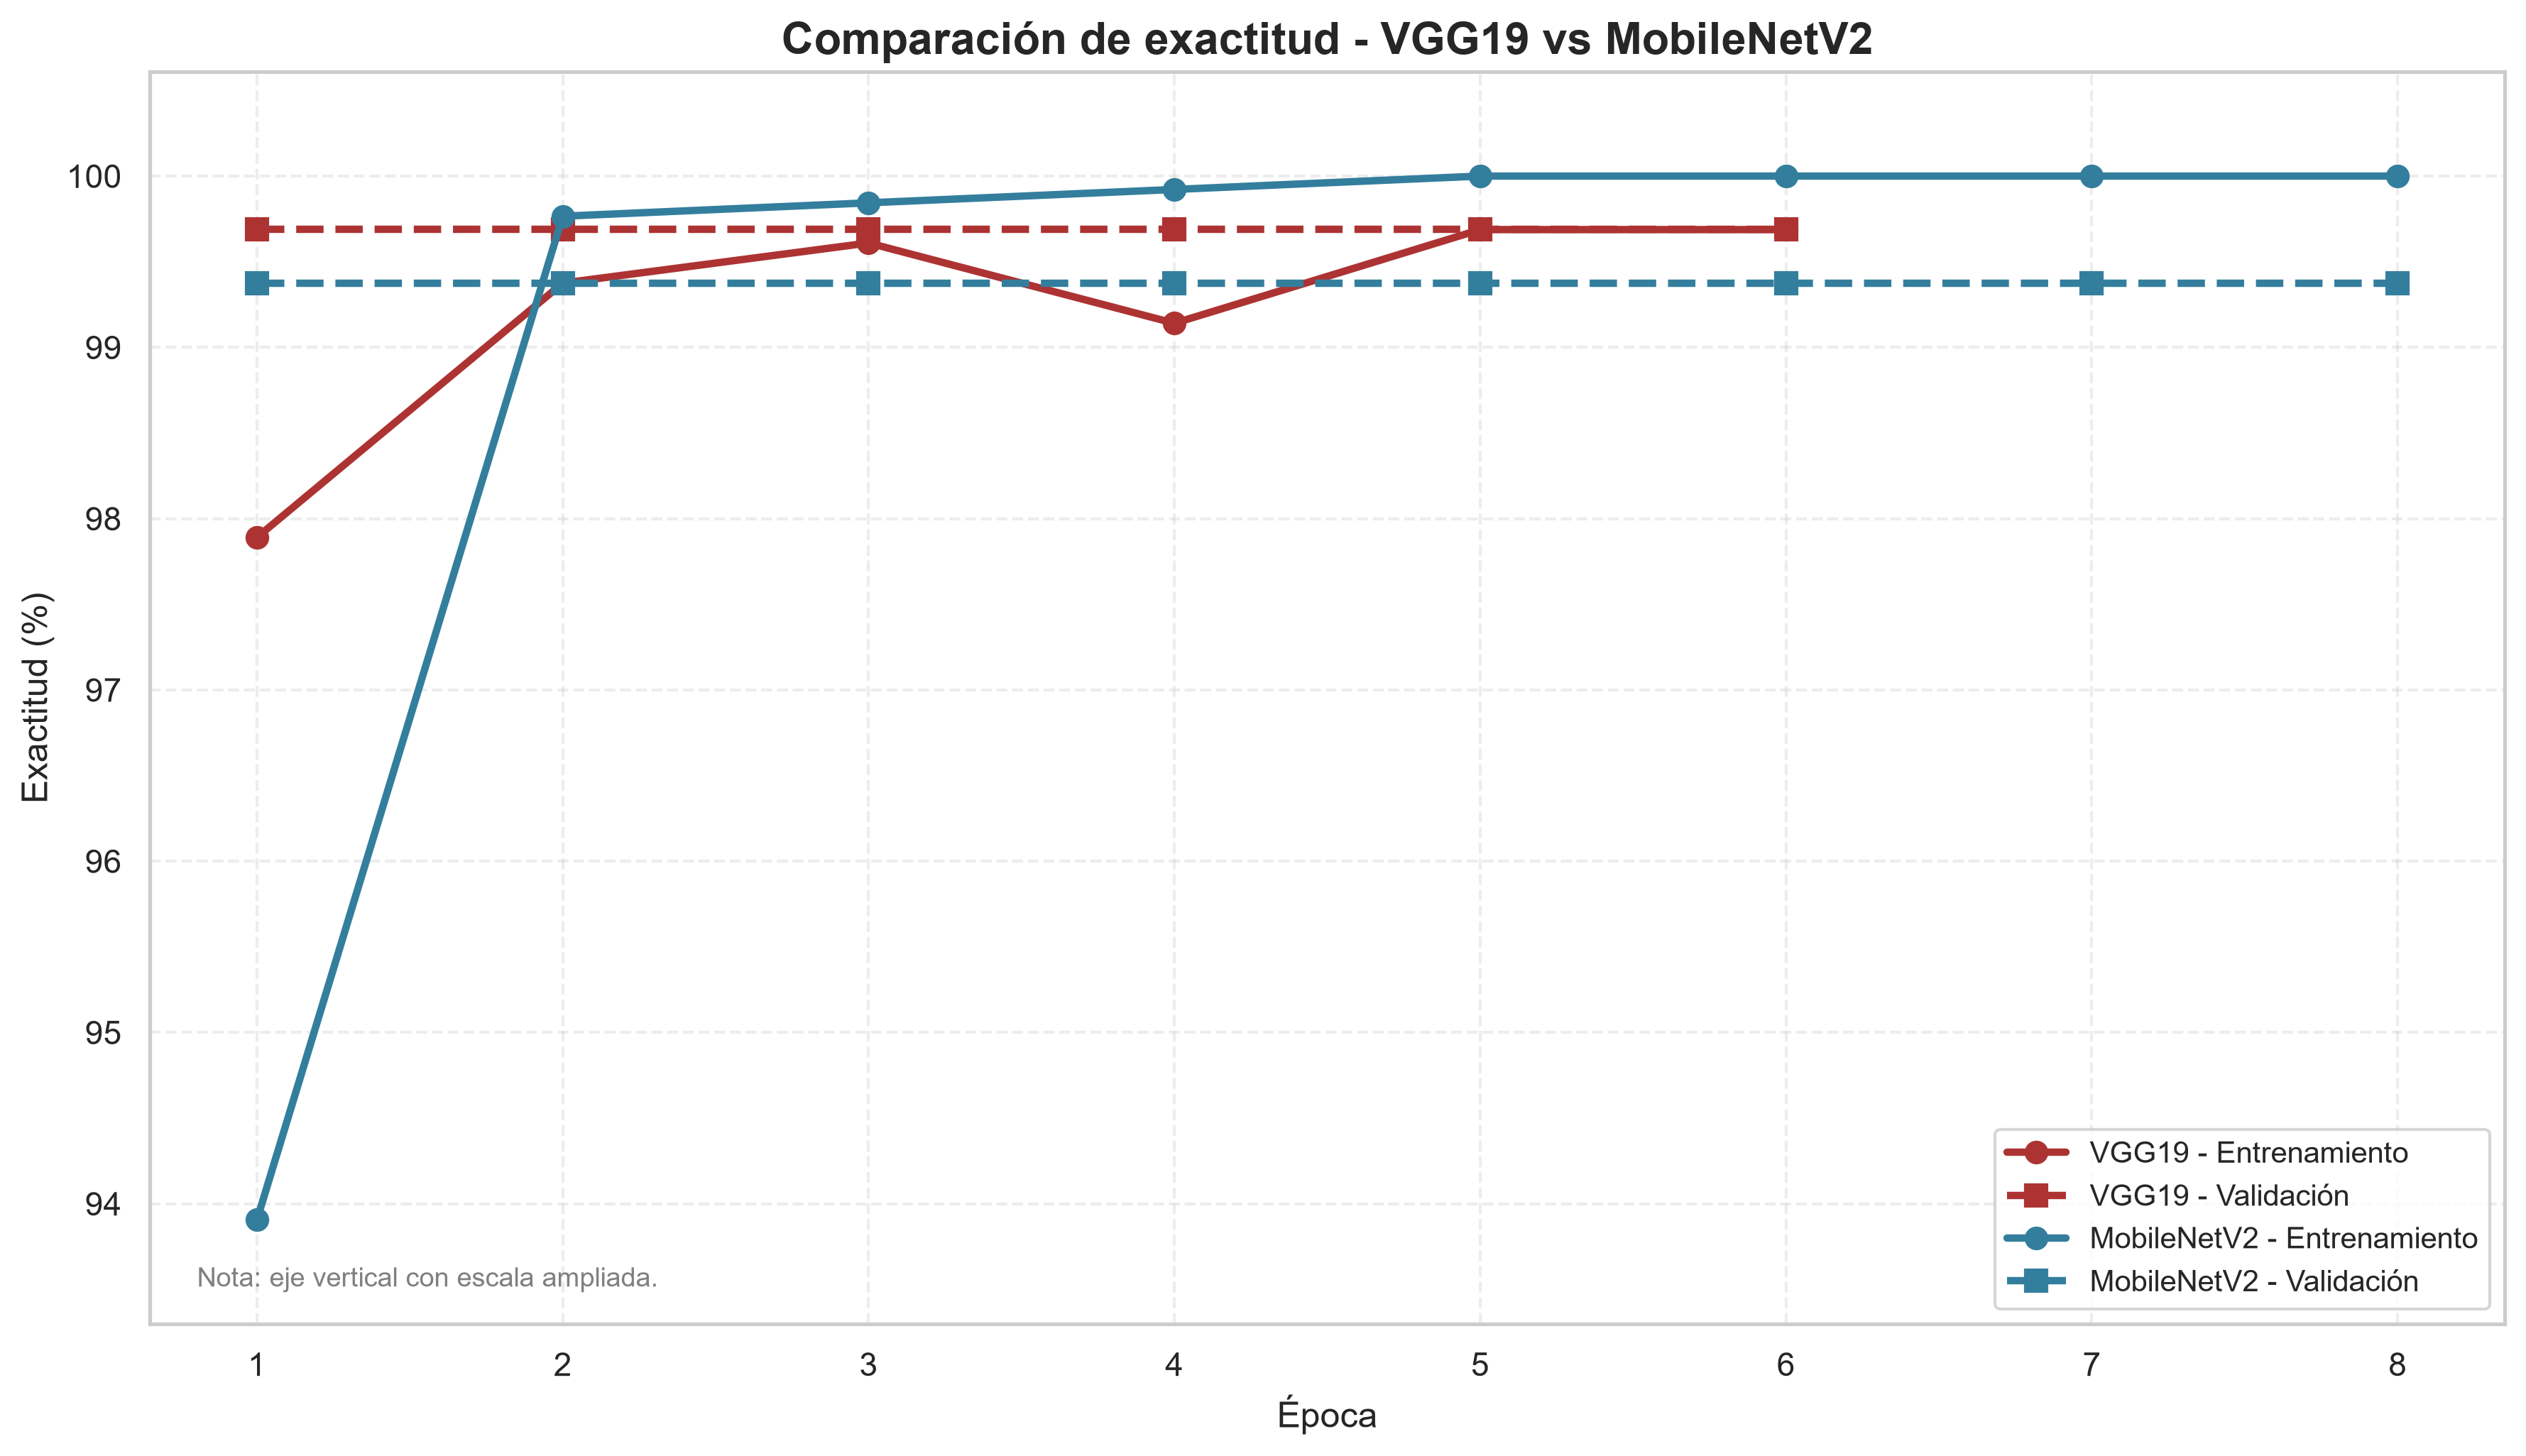 Comparación de exactitud - VGG19 vs MobileNetV2
Exactitud (%)
100
99
98
97
96
95
94
Nota: eje vertical con escala ampliada.
VGG19 - Entrenamiento
VGG19 - Validación
MobileNetV2 - Entrenamiento
MobileNetV2 - Validación
1 2 3 4 5 6 7 8
Época